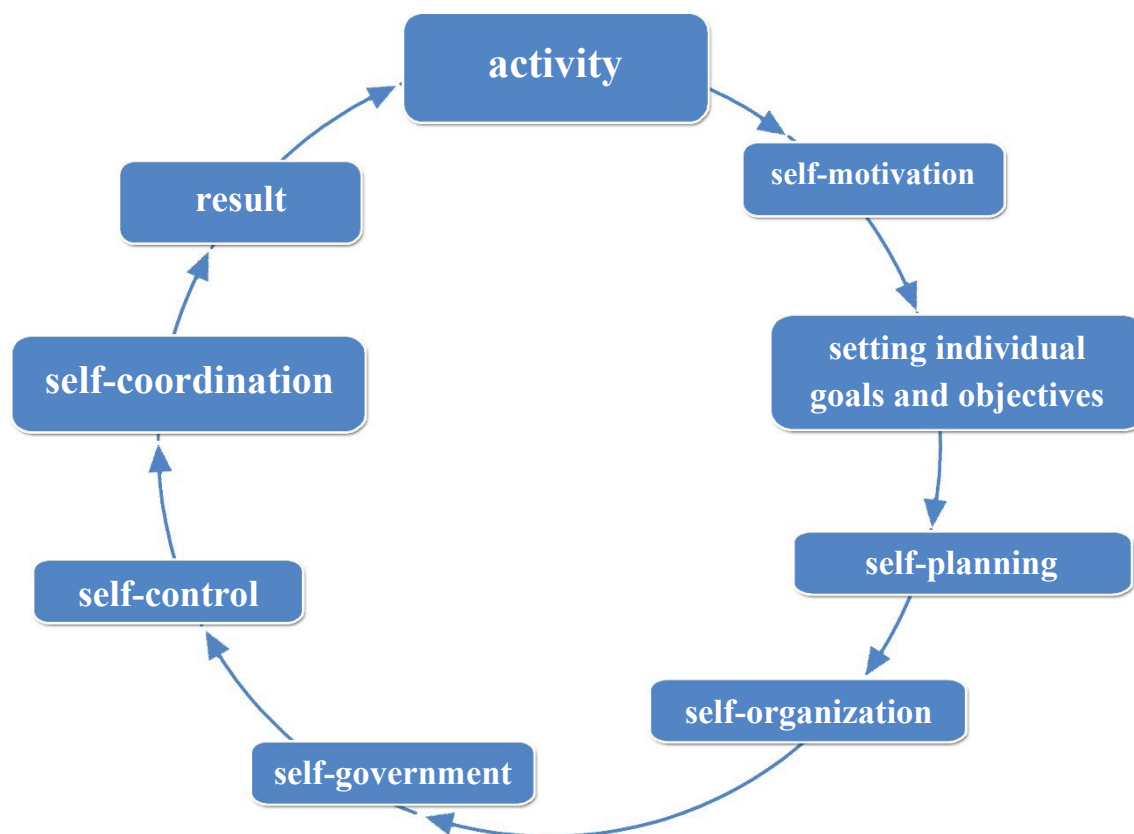 activity
self-motivation
setting individual
goals and objectives
self-planning
self-organization
self-government
self-control
self-coordination
result